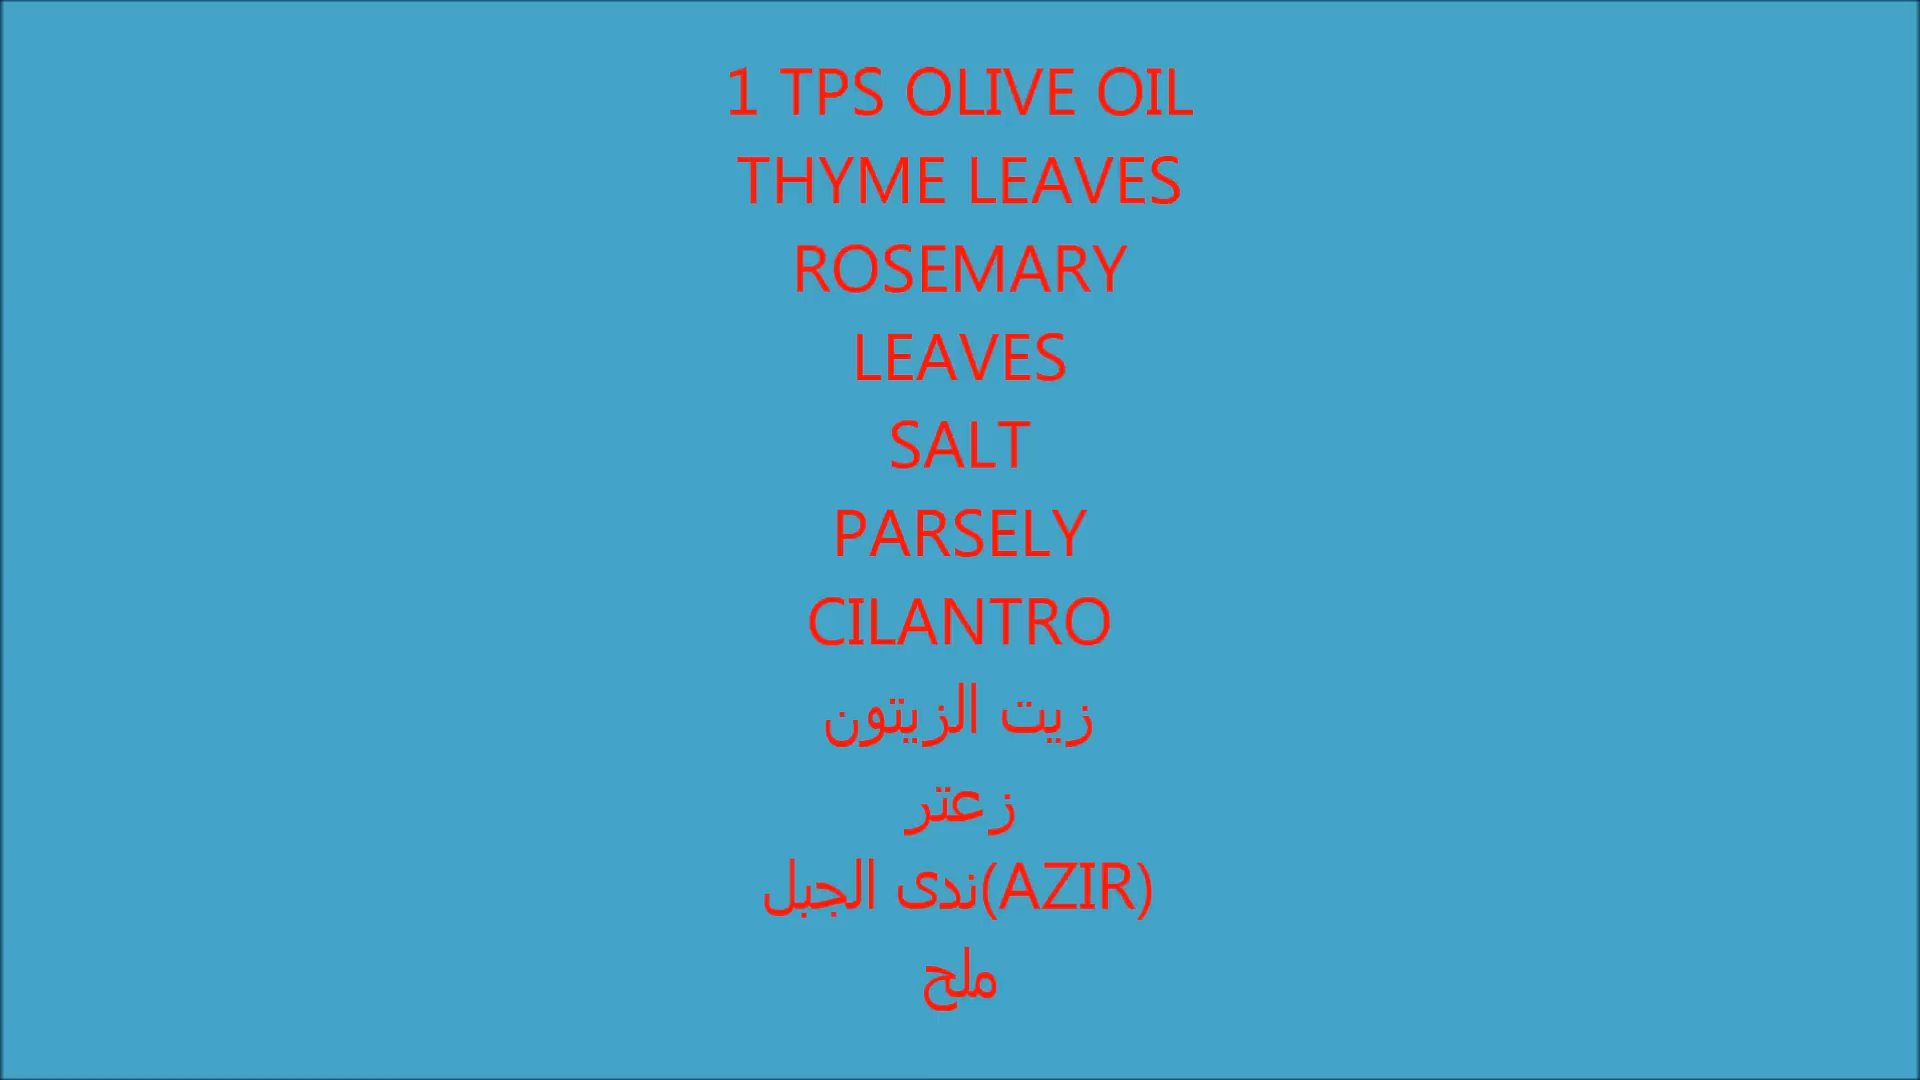 1 TPS OLIVE OIL
THYME LEAVES
ROSEMARY
LEAVES
SALT
PARSELY
CILANTRO
زيت الزيتون
زعتر
ندى الجبل(AZIR)
ملح